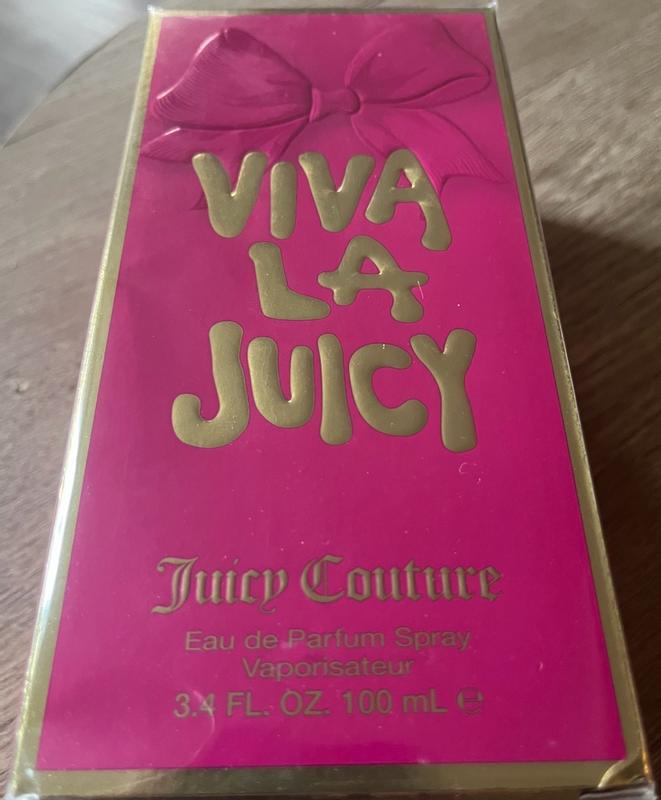 VIVA
LA
JUICY
Juicy Couture
Eau de Parfum Spray
Vaporisateur
3.4 FL. OZ. 100 mL ℮